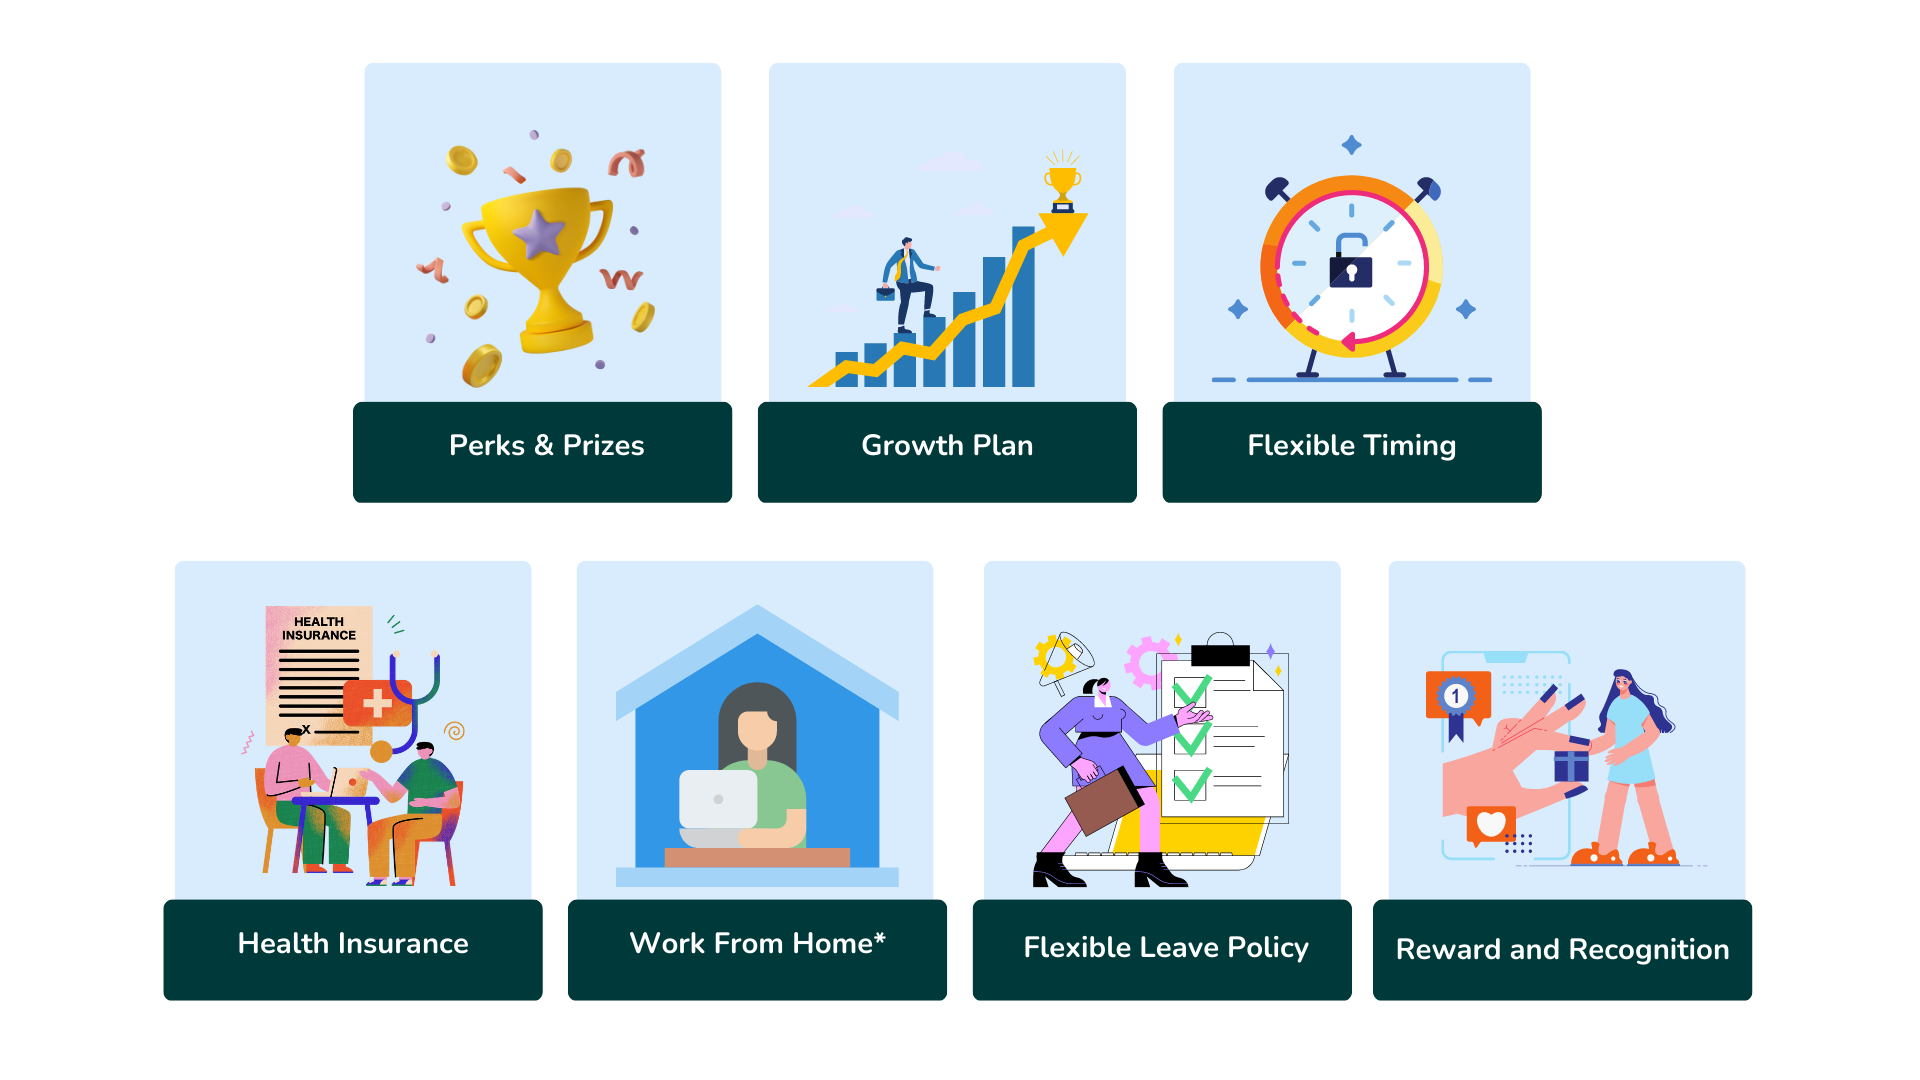 Perks & Prizes
Growth Plan
Flexible Timing
HEALTH
INSURANCE
x
1
Health Insurance
Work From Home*
Flexible Leave Policy
Reward and Recognition